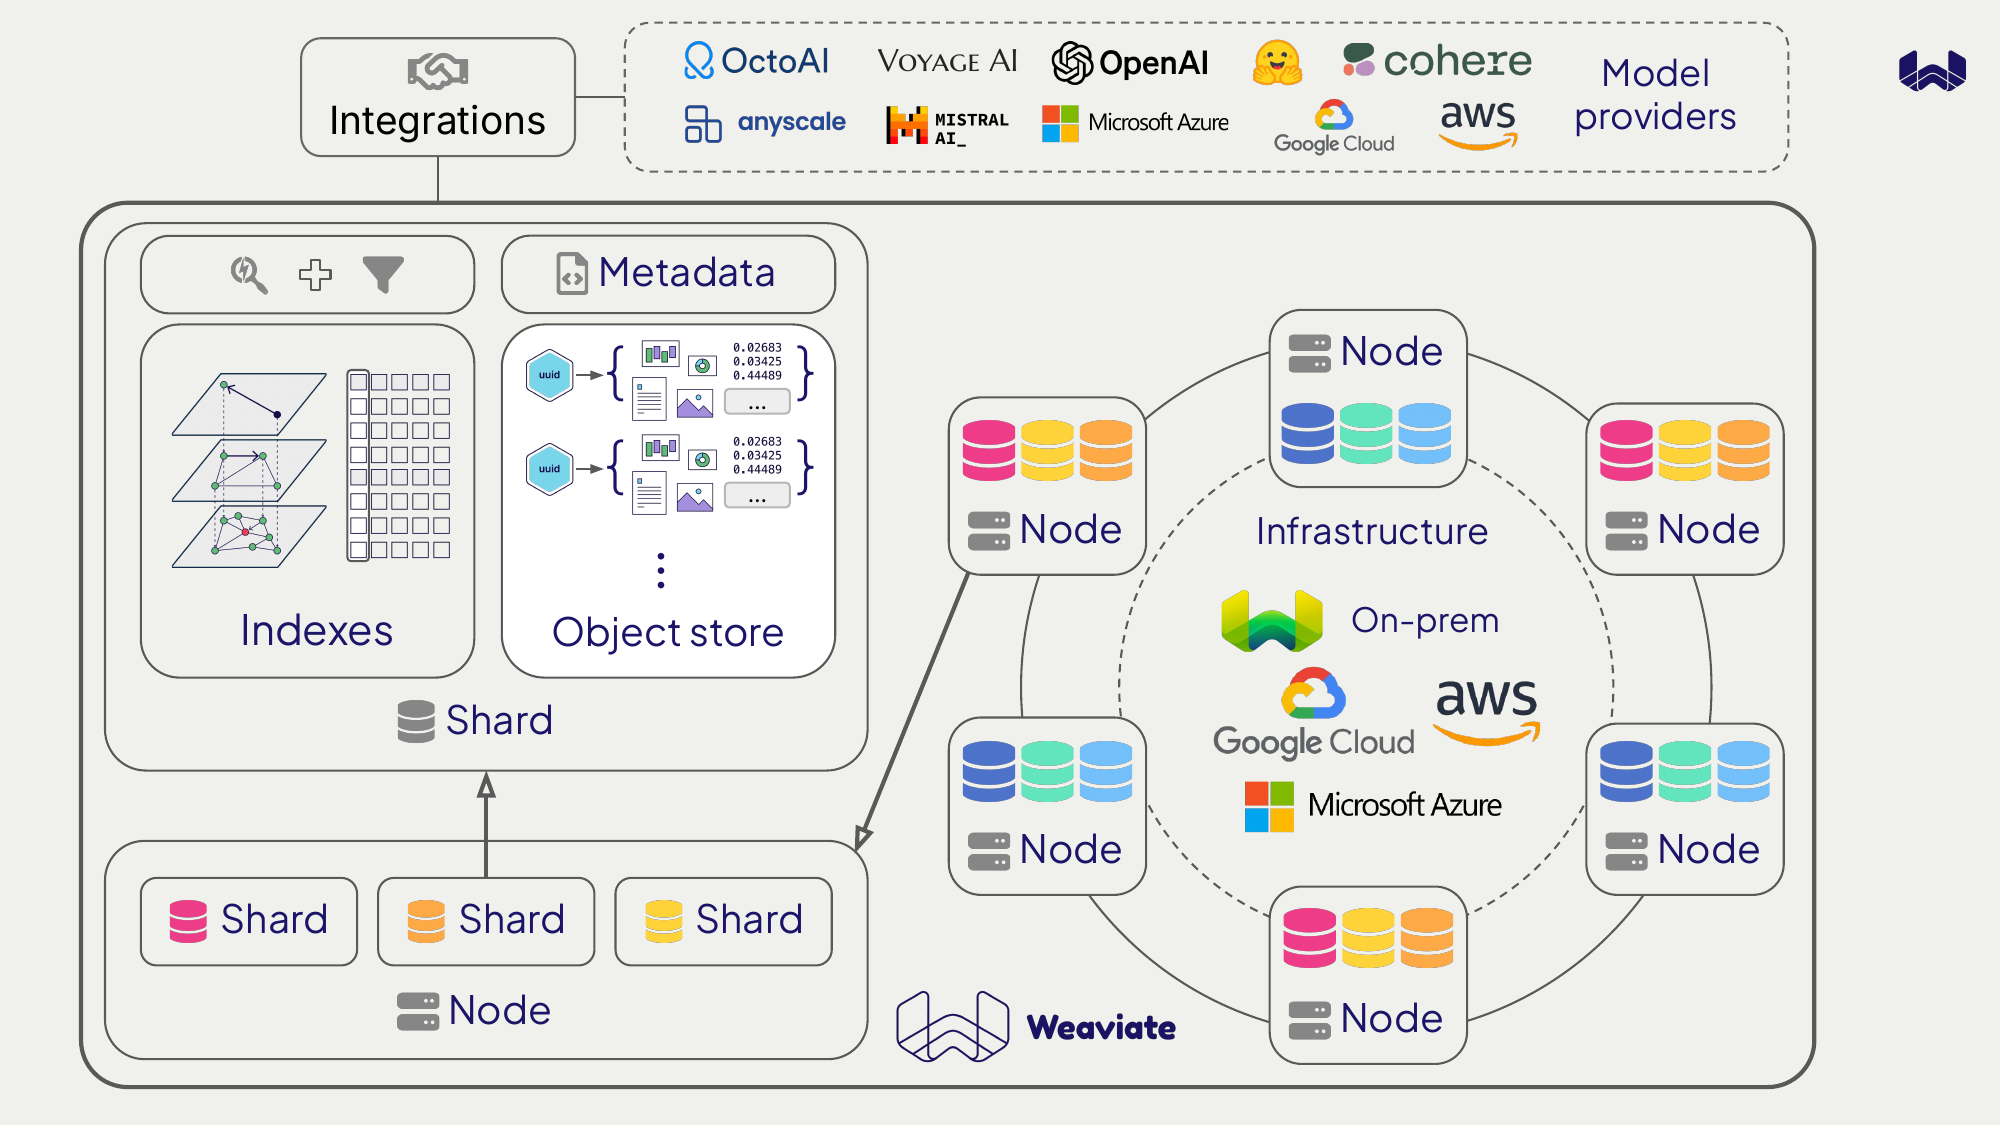 Integrations
OctoAI
VOYAGE AI
OpenAI
cohere
anyscale
MISTRAL
AI_
Microsoft Azure
Google Cloud
aws
Model
providers
Metadata
Indexes
uuid
0.02683
0.03425
0.44489
...
uuid
0.02683
0.03425
0.44489
...
Object store
Shard
Shard
Shard
Shard
Node
Node
Node
Node
Infrastructure
On-prem
Google Cloud
aws
Microsoft Azure
Node
Node
Node
Weaviate